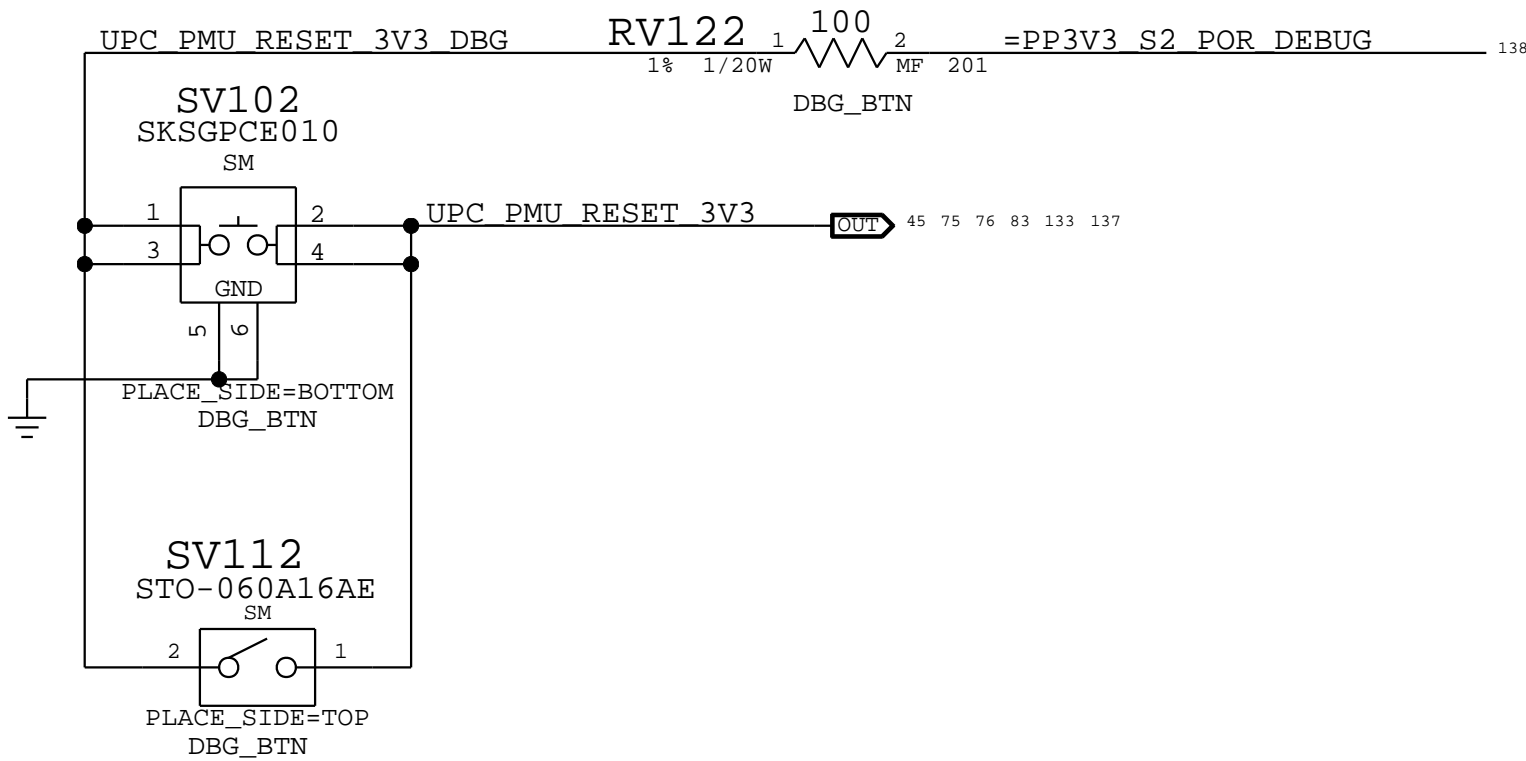 UPC_PMU_RESET_3V3_DBG
RV122
100
1
2
=PP3V3_S2_POR_DEBUG
138
1% 1/20W
MF 201
DBG_BTN
SV102
SKSGPCE010
SM
1
2
UPC_PMU_RESET_3V3
OUT
45 75 76 83 133 137
3
4
GND
5
6
PLACE_SIDE=BOTTOM
DBG_BTN
SV112
STO-060A16AE
SM
2
1
PLACE_SIDE=TOP
DBG_BTN